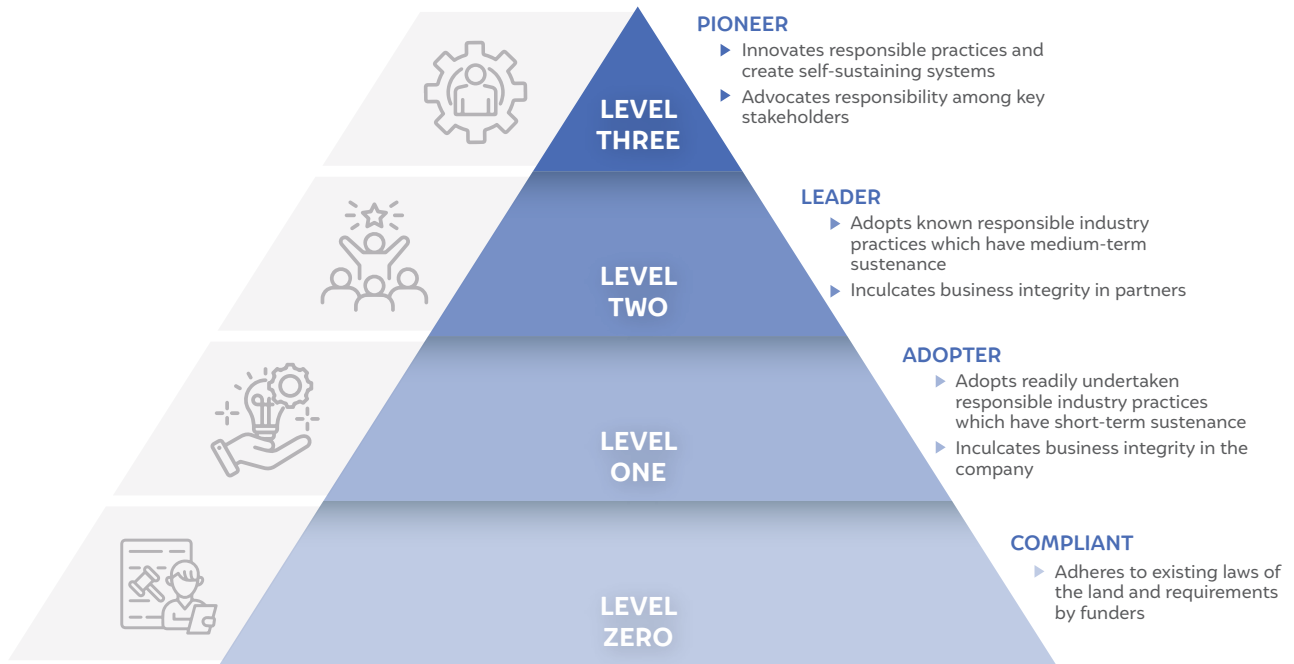 PIONEER
Innovates responsible practices and
create self-sustaining systems
Advocates responsibility among key
stakeholders
LEVEL
THREE
LEADER
Adopts known responsible industry
practices which have medium-term
sustenance
Inculcates business integrity in partners
LEVEL
TWO
ADOPTER
Adopts readily undertaken
responsible industry practices
which have short-term sustenance
Inculcates business integrity in the
company
LEVEL
ONE
COMPLIANT
Adheres to existing laws of
the land and requirements
by funders
LEVEL
ZERO